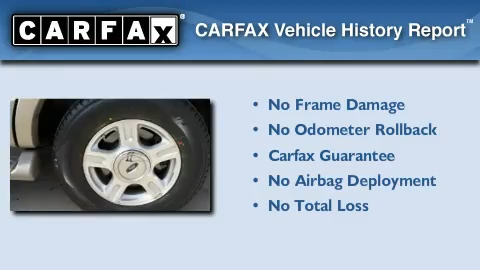 CARFAX®
CARFAX Vehicle History Report™
• No Frame Damage
• No Odometer Rollback
• Carfax Guarantee
• No Airbag Deployment
• No Total Loss